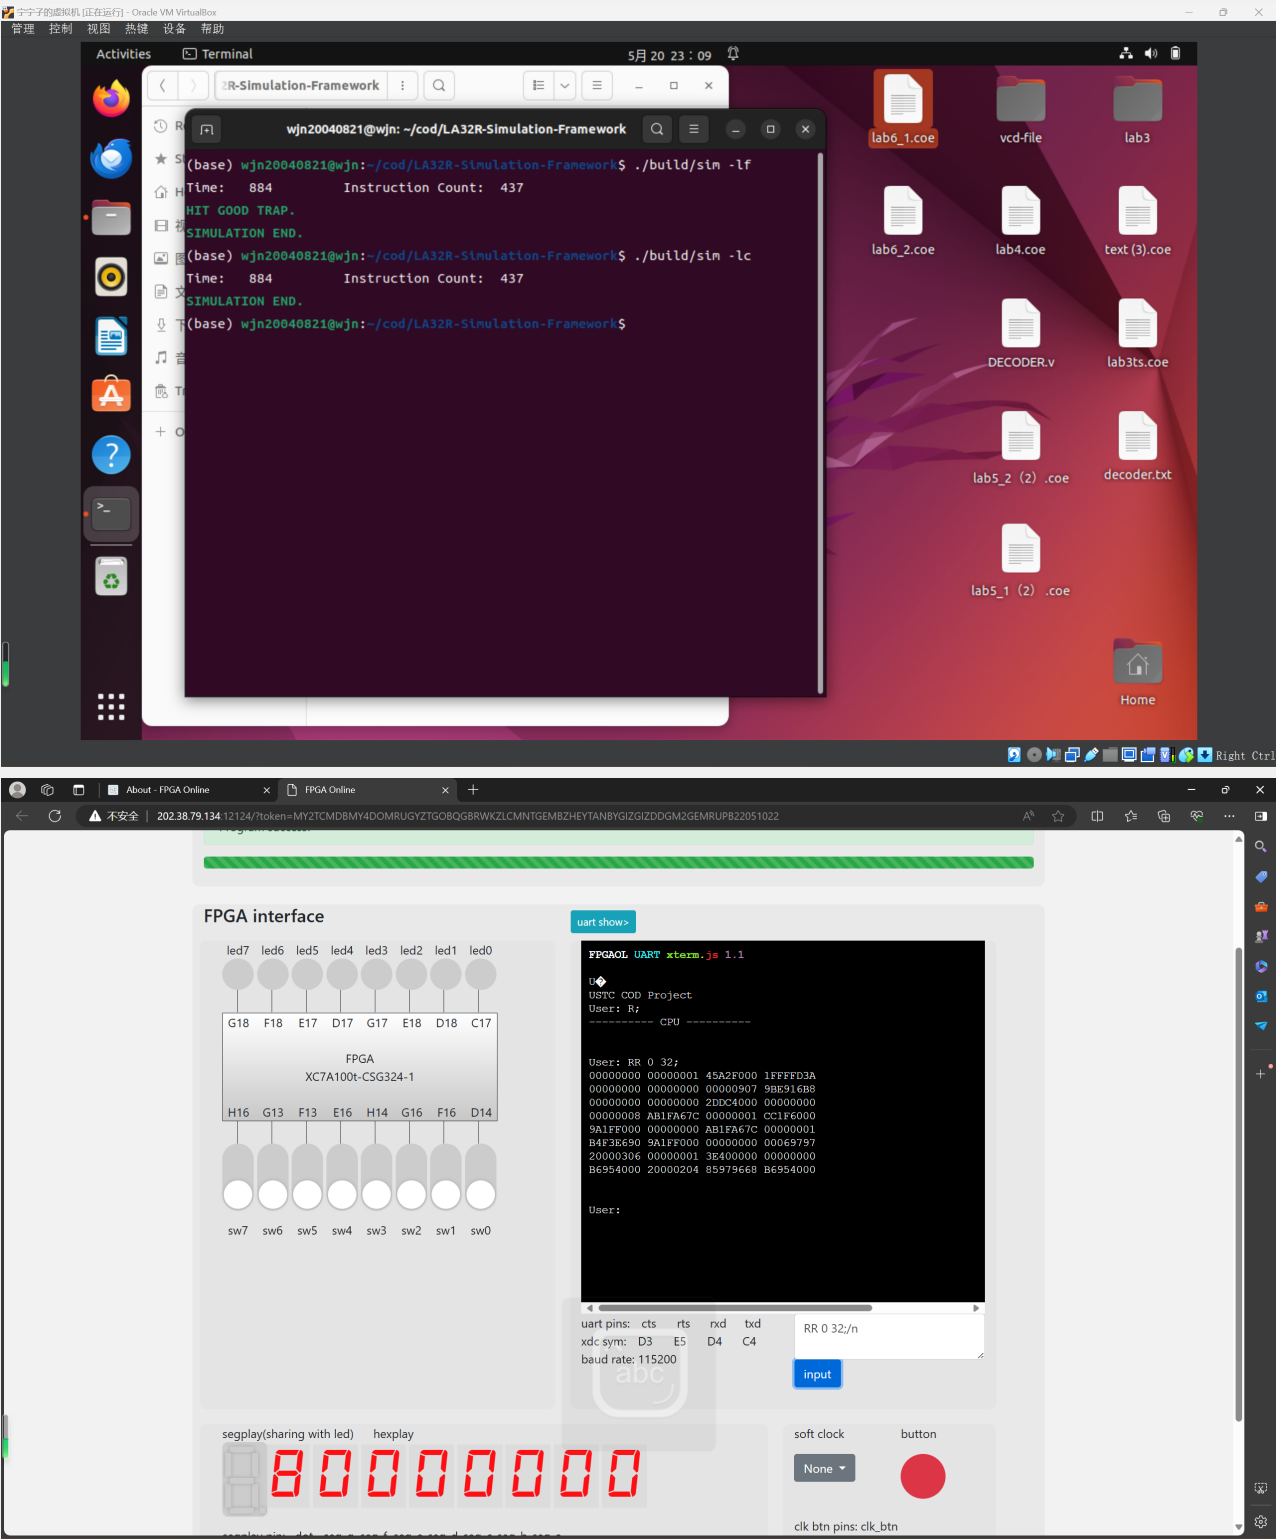 宁宁子的虚拟机 [正在运行] - Oracle VM VirtualBox
管理 控制 视图 热键 设备 帮助
Activities Terminal 5月 20 23：09
2R-Simulation-Framework
wjn20040821@wjn: ~/cod/LA32R-Simulation-Framework
(base) wjn20040821@wjn:~/cod/LA32R-Simulation-Framework$ ./build/sim -lf
Time: 884 Instruction Count: 437
HIT GOOD TRAP.
SIMULATION END.
(base) wjn20040821@wjn:~/cod/LA32R-Simulation-Framework$ ./build/sim -lc
Time: 884 Instruction Count: 437
SIMULATION END.
(base) wjn20040821@wjn:~/cod/LA32R-Simulation-Framework$
lab6_1.coe vcd-file lab3
lab6_2.coe lab4.coe text (3).coe
DECODER.v lab3ts.coe
lab5_2（2）.coe decoder.txt
lab5_1（2）.coe
Home
Right Ctrl
About - FPGA Online FPGA Online
不安全 202.38.79.134:12124/?token=MY2TCMDBMY4DOMRUGYZTGOBQGBRWKZLCMNTGEMBZHEYTANBYGIZGIZDDGM2GEMRUPB22051022
FPGA interface
uart show>
led7 led6 led5 led4 led3 led2 led1 led0
G18 F18 E17 D17 G17 E18 D18 C17
FPGA
XC7A100t-CSG324-1
H16 G13 F13 E16 H14 G16 F16 D14
sw7 sw6 sw5 sw4 sw3 sw2 sw1 sw0
FPGAOL UART xterm.js 1.1
U�
USTC COD Project
User: R;
---------- CPU ----------
User: RR 0 32;
00000000 00000001 45A2F000 1FFFFD3A
00000000 00000000 00000907 9BE916B8
00000000 00000000 2DDC4000 00000000
00000008 AB1FA67C 00000001 CC1F6000
9A1FF000 00000000 AB1FA67C 00000001
B4F3E690 9A1FF000 00000000 00069797
20000306 00000001 3E400000 00000000
B6954000 20000204 85979668 B6954000
User:
uart pins: cts rts rxd txd
xdc sym: D3 E5 D4 C4
baud rate: 115200
RR 0 32;/n
input
abc
segplay(sharing with led) hexplay
80000000
soft clock button
None
clk btn pins: clk_btn